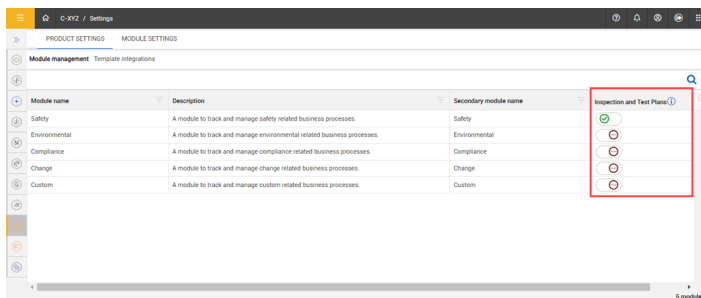 C-XYZ / Settings
PRODUCT SETTINGS MODULE SETTINGS
Module management Template integrations
Module name Description Secondary module name Inspection and Test Plans
Safety A module to track and manage safety related business processes. Safety
Environmental A module to track and manage environmental related business processes. Environmental
Compliance A module to track and manage compliance related business processes. Compliance
Change A module to track and manage change related business processes. Change
Custom A module to track and manage custom related business processes. Custom
5 module